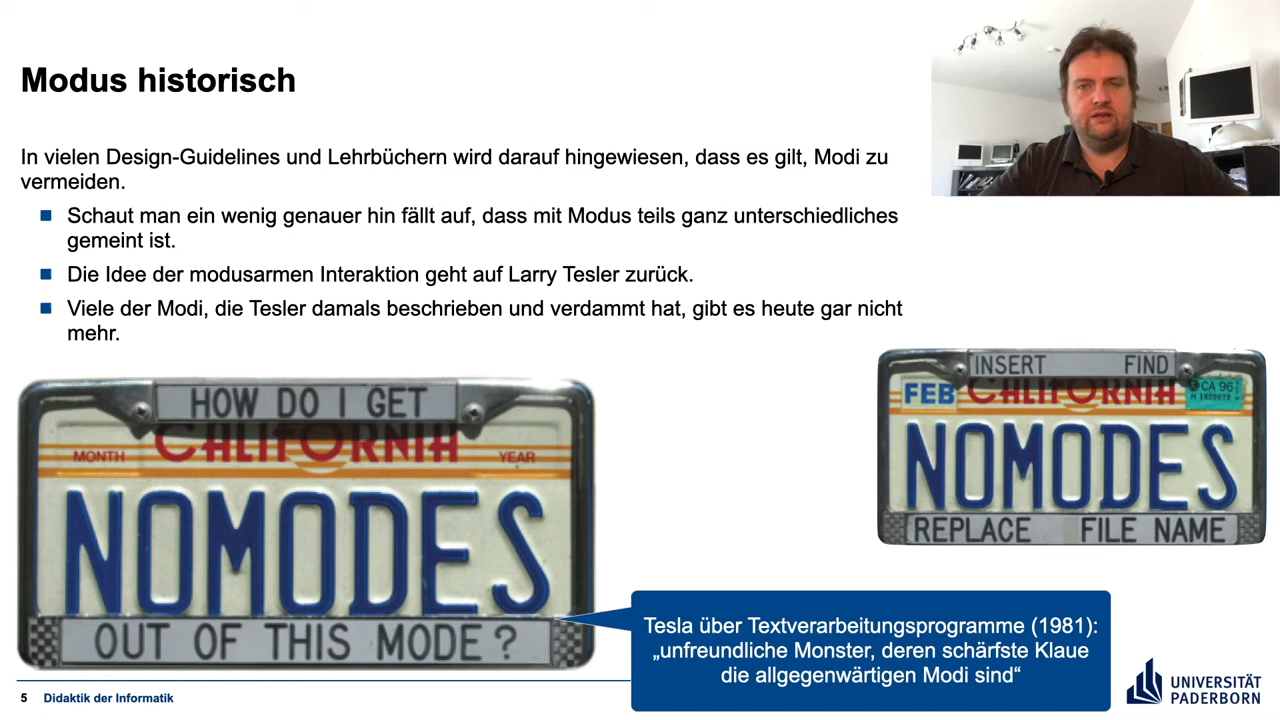 Modus historisch
In vielen Design-Guidelines und Lehrbüchern wird darauf hingewiesen, dass es gilt, Modi zu
vermeiden.
Schaut man ein wenig genauer hin fällt auf, dass mit Modus teils ganz unterschiedliches
gemeint ist.
Die Idee der modusarmen Interaktion geht auf Larry Tesler zurück.
Viele der Modi, die Tesler damals beschrieben und verdammt hat, gibt es heute gar nicht
mehr.
HOW DO I GET
CALIFORNIA
MONTH YEAR
NOMODES
OUT OF THIS MODE?
INSERT FIND
FEB CALIFORNIA CA 96
NOMODES
REPLACE FILE NAME
Tesla über Textverarbeitungsprogramme (1981):
„unfreundliche Monster, deren schärfste Klaue
die allgegenwärtigen Modi sind“
5 Didaktik der Informatik
UNIVERSITÄT
PADERBORN